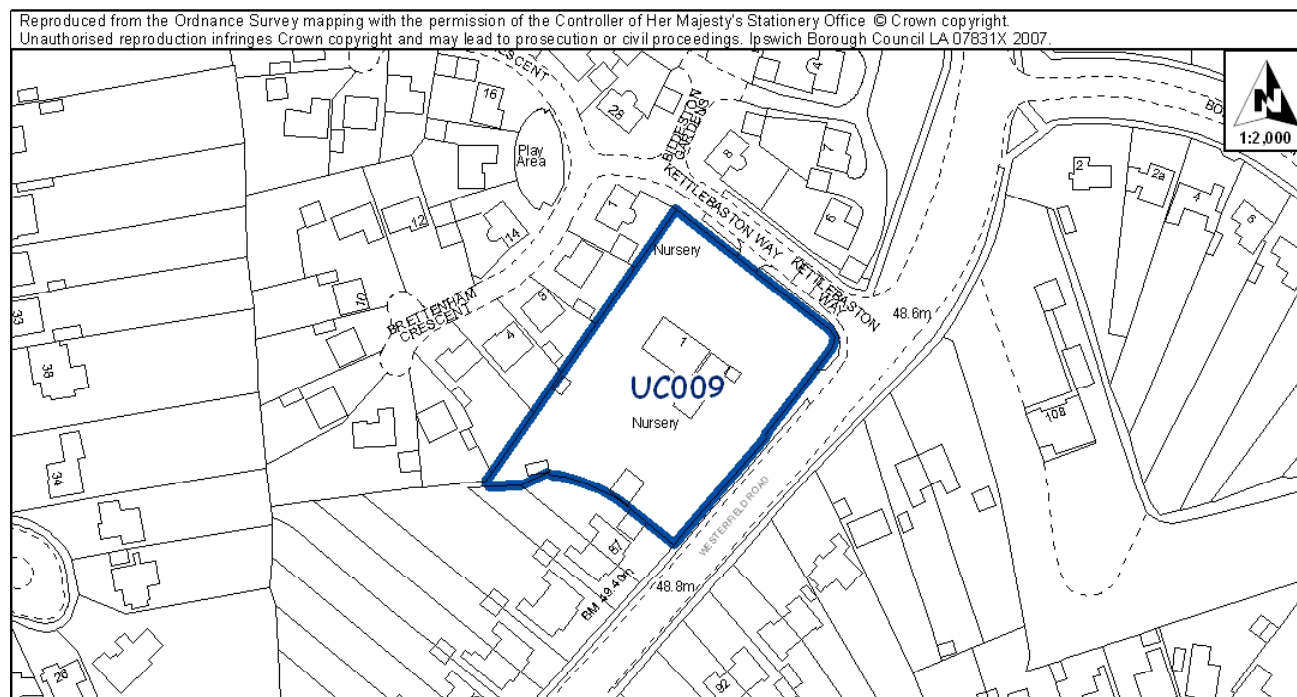 Reproduced from the Ordnance Survey mapping with the permission of the Controller of Her Majesty's Stationery Office © Crown copyright.
Unauthorised reproduction infringes Crown copyright and may lead to prosecution or civil proceedings. Ipswich Borough Council LA 07831X 2007.
N
1:2,000
CRESCENT
16
28
BILDESTON
GARDENS
4
7
8
6
Play
Area
12
14
1
KETTLEBASTON WAY
Nursery
KETTLEBASTON
WAY
48.6m
2
2a
4
6
10
BRETTENHAM
CRESCENT
5
4
33
38
34
1
UC009
Nursery
108
WESTERFIELD ROAD
87
BM 49.40m
48.8m
26
92